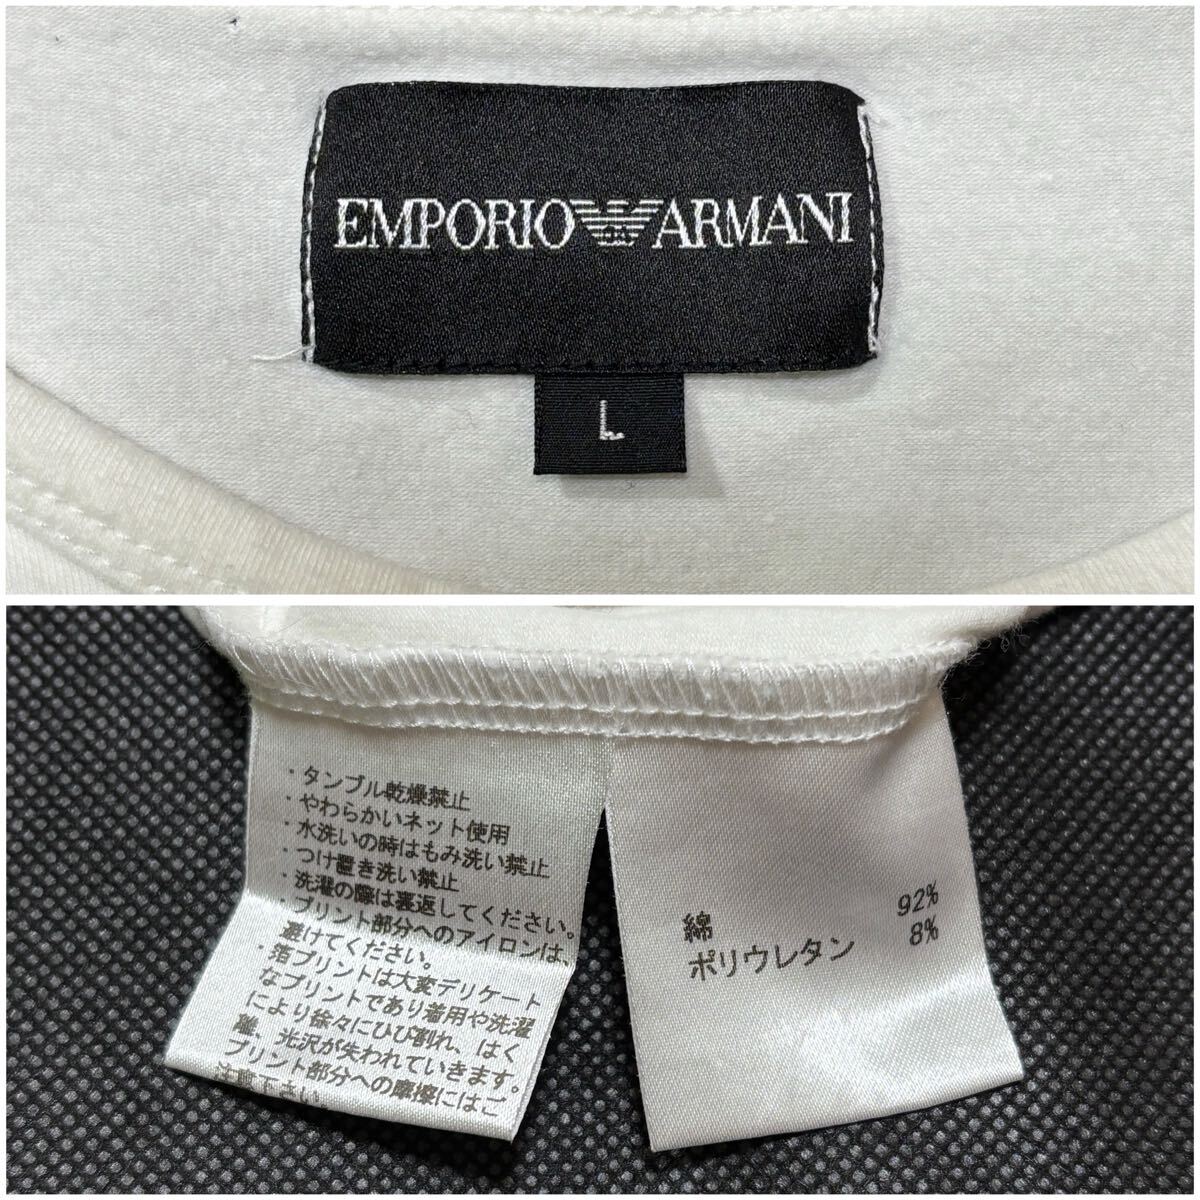 EMPORIO ARMANI
L
・タンブル乾燥禁止
・やわらかいネット使用
・水洗いの時はもみ洗い禁止
・つけ置き洗い禁止
・洗濯の際は裏返してください。
・プリント部分へのアイロンは、
避けてください。
・箔プリントは大変デリケート
なプリントであり着用や洗濯
により徐々にひび割れ、はく
離、光沢が失われていきます。
プリント部分への摩擦にはご
注意下さい。
綿 92%
ポリウレタン 8%